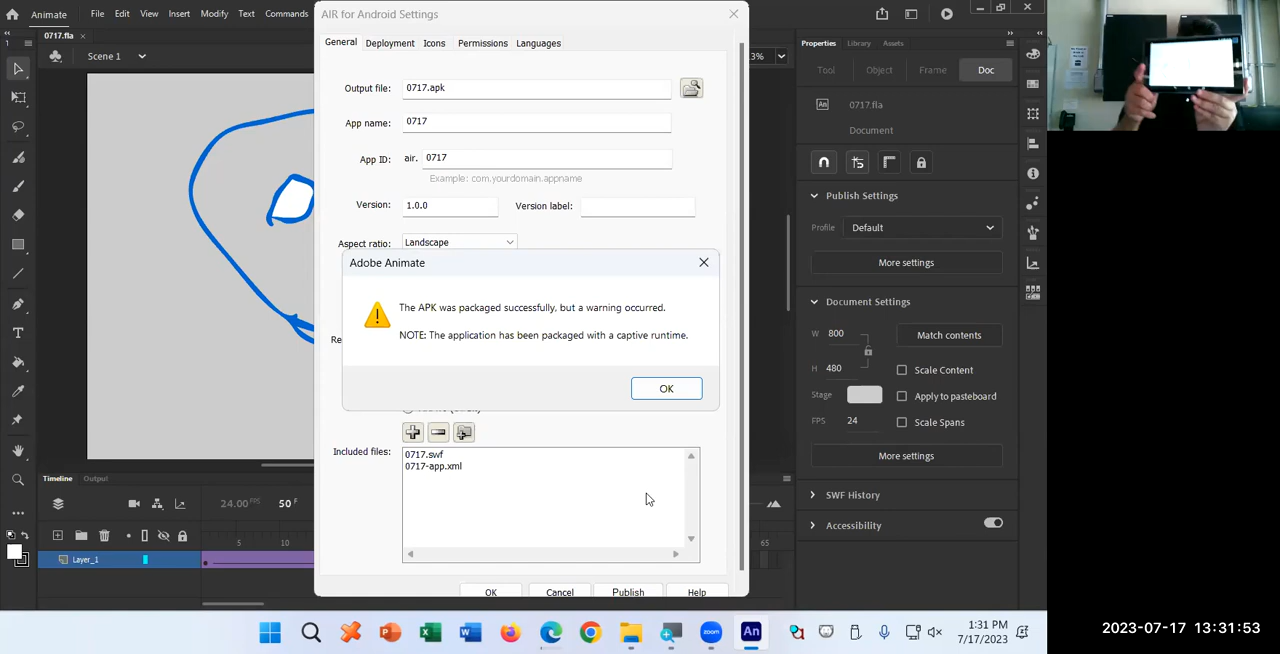 Animate
File
Edit
View
Insert
Modify
Text
Commands
AIR for Android Settings
0717.fla
Scene 1
General
Deployment
Icons
Permissions
Languages
Output file:
0717.apk
App name:
0717
App ID:
air.
0717
Example: com.yourdomain.appname
Version:
1.0.0
Version label:
Aspect ratio:
Landscape
Adobe Animate
The APK was packaged successfully, but a warning occurred.
NOTE: The application has been packaged with a captive runtime.
OK
Included files:
0717.swf
0717-app.xml
OK
Cancel
Publish
Help
Properties
Library
Assets
Tool
Object
Frame
Doc
0717.fla
Document
Publish Settings
Profile
Default
More settings
Document Settings
W
800
Match contents
H
480
Scale Content
Stage
Apply to pasteboard
FPS
24
Scale Spans
More settings
SWF History
Accessibility
Timeline
Output
24.00 FPS
50 F
5
10
65
Layer_1
1:31 PM
7/17/2023
2023-07-17 13:31:53